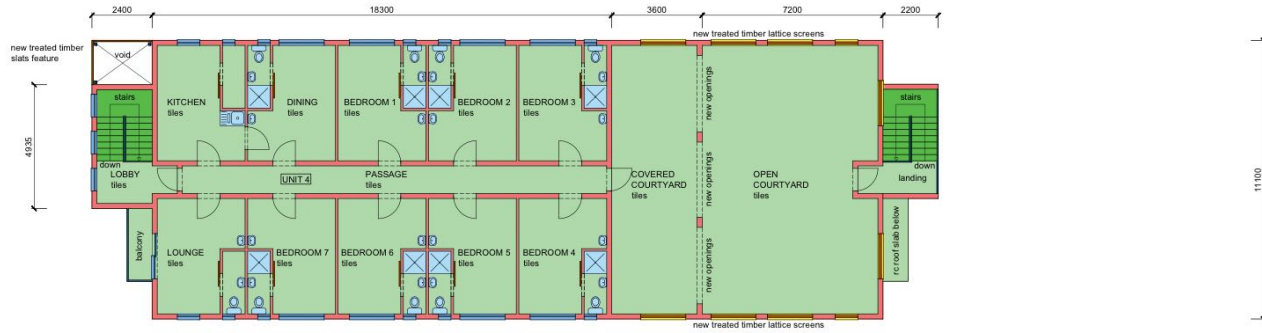 2400
18300
3600
7200
2200
new treated timber lattice screens
new treated timber
slats feature
void
stairs
KITCHEN
tiles
DINING
tiles
BEDROOM 1
tiles
BEDROOM 2
tiles
BEDROOM 3
tiles
new openings
stairs
4935
11100
down
LOBBY
tiles
UNIT 4
PASSAGE
tiles
COVERED
COURTYARD
tiles
new openings
OPEN
COURTYARD
tiles
down
landing
balcony
LOUNGE
tiles
BEDROOM 7
tiles
BEDROOM 6
tiles
BEDROOM 5
tiles
BEDROOM 4
tiles
new openings
rc roof slab below
new treated timber lattice screens